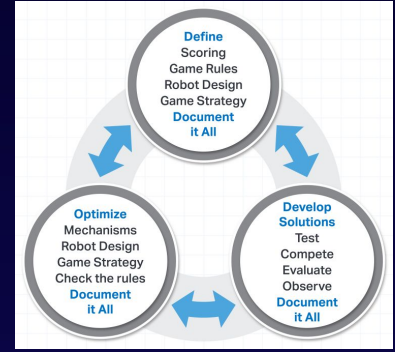 Define
Scoring
Game Rules
Robot Design
Game Strategy
Document
it All
Optimize
Mechanisms
Robot Design
Game Strategy
Check the rules
Document
it All
Develop
Solutions
Test
Compete
Evaluate
Observe
Document
it All